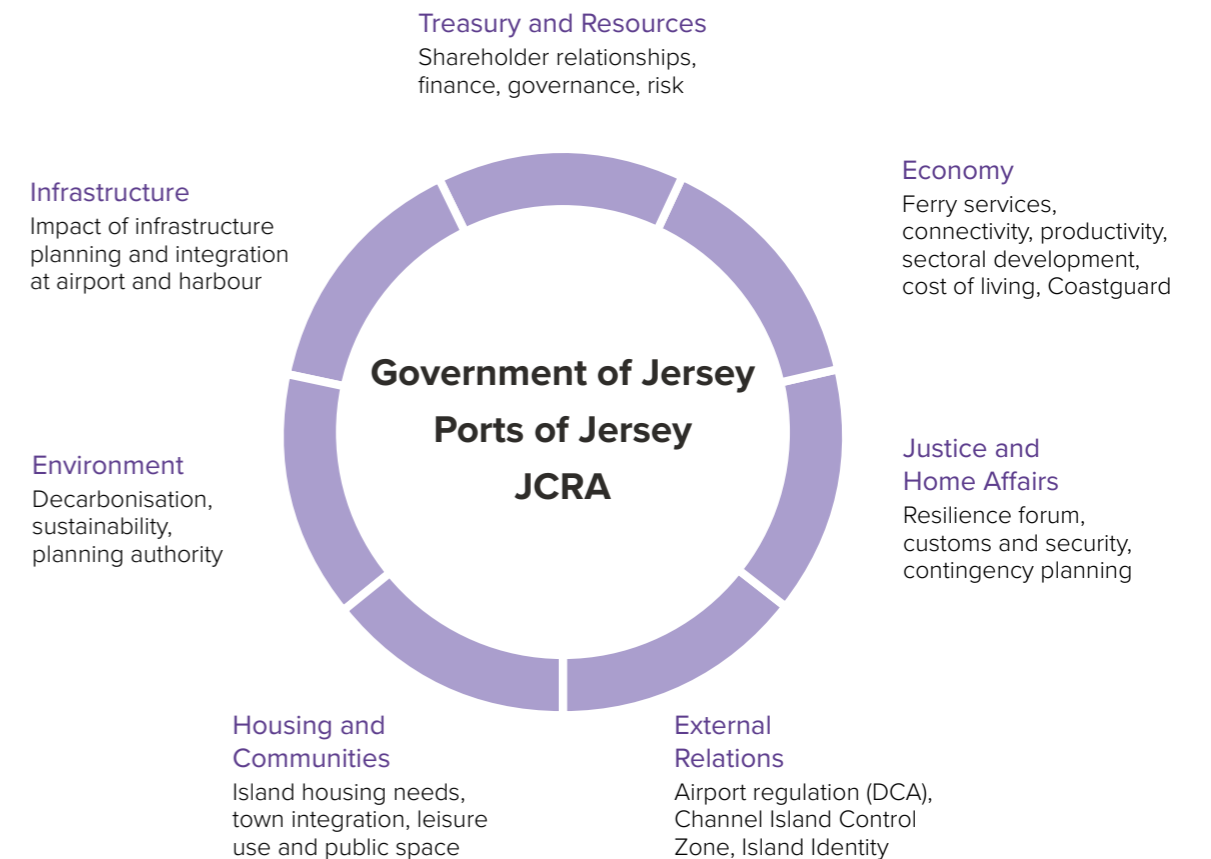 Treasury and Resources
Shareholder relationships,
finance, governance, risk
Infrastructure
Impact of infrastructure
planning and integration
at airport and harbour
Economy
Ferry services,
connectivity, productivity,
sectoral development,
cost of living, Coastguard
Government of Jersey
Ports of Jersey
JCRA
Environment
Decarbonisation,
sustainability,
planning authority
Justice and
Home Affairs
Resilience forum,
customs and security,
contingency planning
Housing and
Communities
Island housing needs,
town integration, leisure
use and public space
External
Relations
Airport regulation (DCA),
Channel Island Control
Zone, Island Identity